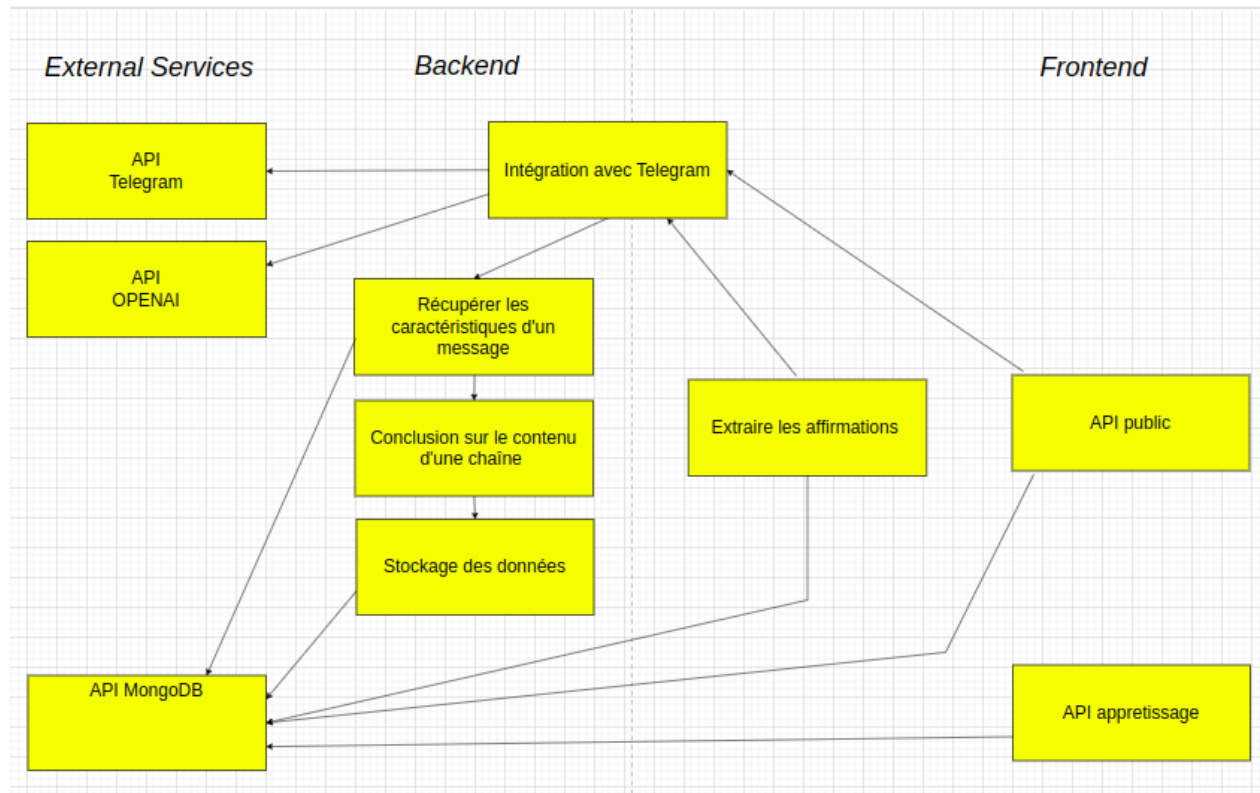 External Services
Backend
Frontend
API
Telegram
Intégration avec Telegram
API
OPENAI
Récupérer les
caractéristiques d'un
message
Conclusion sur le contenu
d'une chaîne
Extraire les affirmations
API public
Stockage des données
API MongoDB
API appretissage